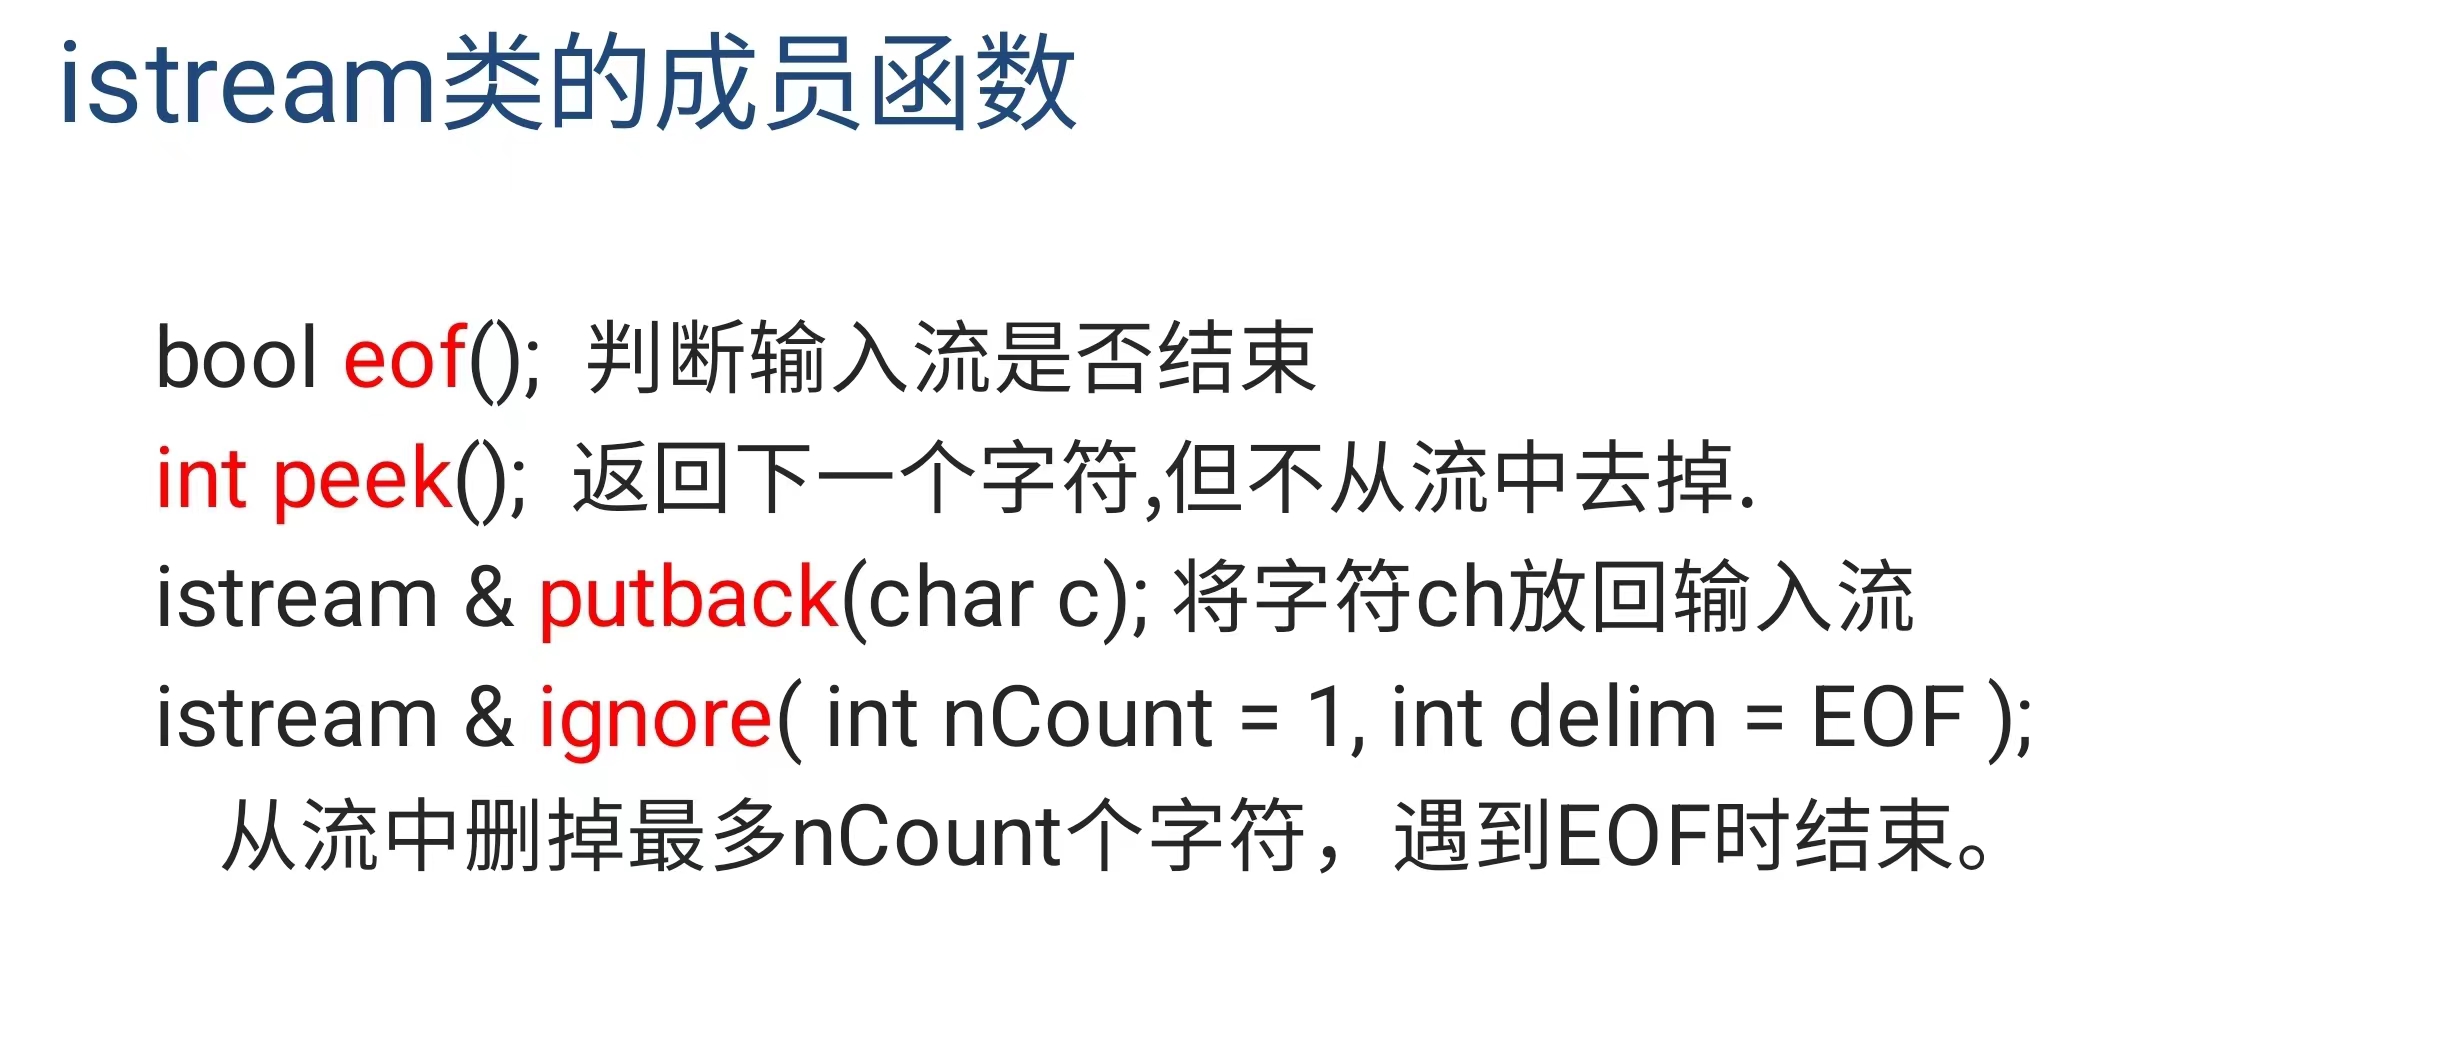 istream类的成员函数
bool eof(); 判断输入流是否结束
int peek(); 返回下一个字符,但不从流中去掉.
istream & putback(char c); 将字符ch放回输入流
istream & ignore( int nCount = 1, int delim = EOF );
从流中删掉最多nCount个字符，遇到EOF时结束。